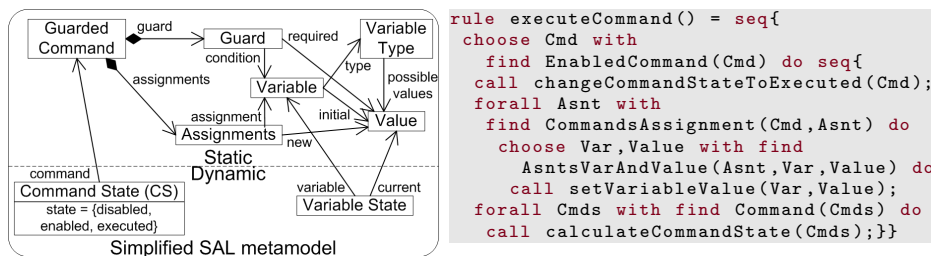 Guarded
Command
guard
Guard
required
Variable
Type
condition
type
possible
values
assignments
Variable
assignment
initial
Value
Assignments
new
Static
Dynamic
command
Command State (CS)
state = {disabled,
enabled, executed}
variable
current
Variable State
Simplified SAL metamodel
rule executeCommand() = seq{
choose Cmd with
find EnabledCommand(Cmd) do seq{
call changeCommandStateToExecuted(Cmd);
forall Asnt with
find CommandsAssignment(Cmd,Asnt) do
choose Var,Value with find
AsntsVarAndValue(Asnt,Var,Value) do
call setVariableValue(Var,Value);
forall Cmds with find Command(Cmds) do
call calculateCommandState(Cmds);}}